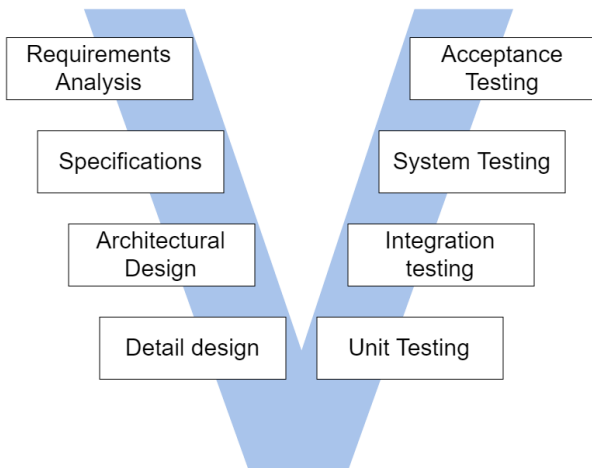 Requirements
Analysis
Acceptance
Testing
Specifications
System Testing
Architectural
Design
Integration
testing
Detail design
Unit Testing